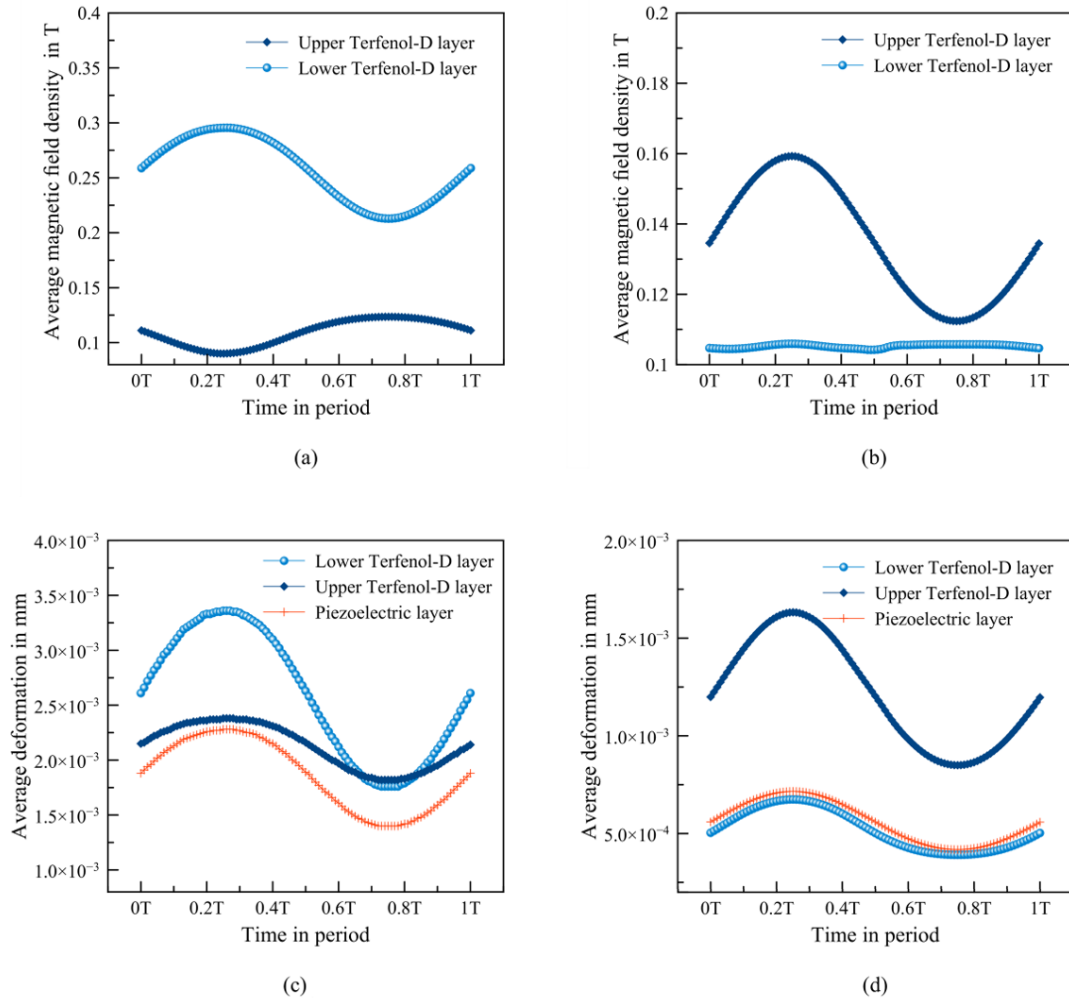 0.4
0.35
0.3
0.25
0.2
0.15
0.1
Average magnetic field density in T
Upper Terfenol-D layer
Lower Terfenol-D layer
0T 0.2T 0.4T 0.6T 0.8T 1T
Time in period
(a)
0.2
0.18
0.16
0.14
0.12
0.1
Average magnetic field density in T
Upper Terfenol-D layer
Lower Terfenol-D layer
0T 0.2T 0.4T 0.6T 0.8T 1T
Time in period
(b)
4.0×10⁻³
3.5×10⁻³
3.0×10⁻³
2.5×10⁻³
2.0×10⁻³
1.5×10⁻³
1.0×10⁻³
Average deformation in mm
Lower Terfenol-D layer
Upper Terfenol-D layer
Piezoelectric layer
0T 0.2T 0.4T 0.6T 0.8T 1T
Time in period
(c)
2.0×10⁻³
1.5×10⁻³
1.0×10⁻³
5.0×10⁻⁴
Average deformation in mm
Lower Terfenol-D layer
Upper Terfenol-D layer
Piezoelectric layer
0T 0.2T 0.4T 0.6T 0.8T 1T
Time in period
(d)